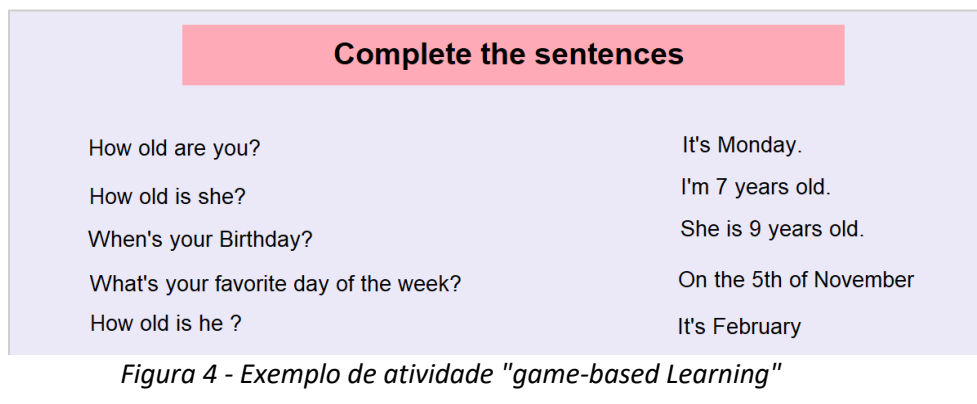 Complete the sentences
How old are you? It's Monday.
How old is she? I'm 7 years old.
When's your Birthday? She is 9 years old.
What's your favorite day of the week? On the 5th of November
How old is he ? It's February
Figura 4 - Exemplo de atividade "game-based Learning"